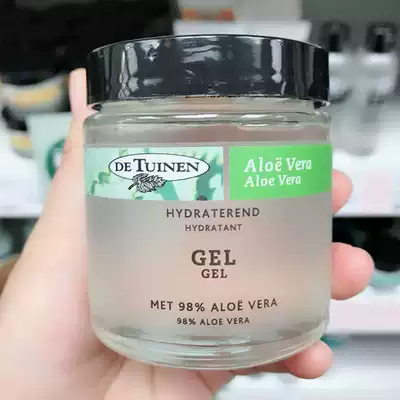 DE TUINEN
Aloë Vera
Aloe Vera
HYDRATEREND
HYDRATANT
GEL
GEL
MET 98% ALOË VERA
98% ALOE VERA